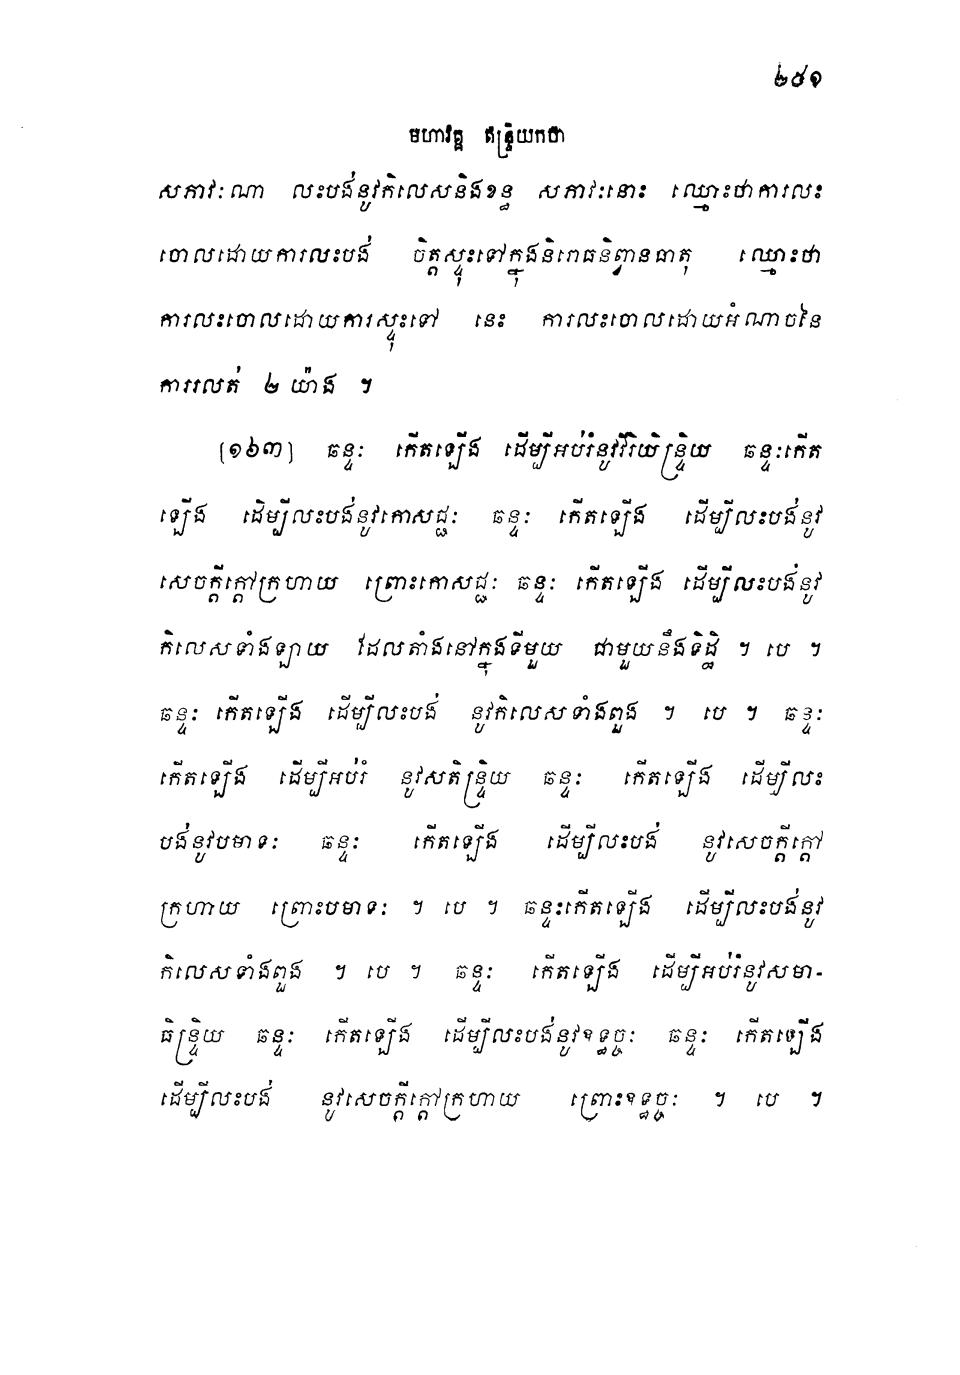 ២៥១
មហាវគ្គ ឥន្ទ្រិយកថា
សភាវៈណា លះបង់នូវកិលេសនិងខន្ធ សភាវៈនោះ ឈ្មោះថាការលះ
ចោលដោយការលះបង់ ចិត្តស្ទុះទៅក្នុងនិរោធនិព្វានធាតុ ឈ្មោះថា
ការលះចោលដោយការស្ទុះទៅ នេះ ការលះចោលដោយអំណាចនៃ
ការរលត់ ២ យ៉ាង ។
[១៦៣] ឆន្ទៈ កើតឡើង ដើម្បីអប់រំនូវវីរិយិន្ទ្រិយ ឆន្ទៈកើត
ឡើង ដើម្បីលះបង់នូវកោសជ្ជៈ ឆន្ទៈ កើតឡើង ដើម្បីលះបង់នូវ
សេចក្តីក្តៅក្រហាយ ព្រោះកោសជ្ជៈ ឆន្ទៈ កើតឡើង ដើម្បីលះបង់នូវ
កិលេសទាំងឡាយ ដែលតាំងនៅក្នុងទីមួយ ជាមួយនឹងទិដ្ឋិ ។ បេ ។
ឆន្ទៈ កើតឡើង ដើម្បីលះបង់ នូវកិលេសទាំងពួង ។ បេ ។ ឆន្ទៈ
កើតឡើង ដើម្បីអប់រំ នូវសតិន្ទ្រិយ ឆន្ទៈ កើតឡើង ដើម្បីលះ
បង់នូវបមាទៈ ឆន្ទៈ កើតឡើង ដើម្បីលះបង់ នូវសេចក្តីក្តៅ
ក្រហាយ ព្រោះបមាទៈ ។ បេ ។ ឆន្ទៈកើតឡើង ដើម្បីលះបង់នូវ
កិលេសទាំងពួង ។ បេ ។ ឆន្ទៈ កើតឡើង ដើម្បីអប់រំនូវសមា-
ធិន្ទ្រិយ ឆន្ទៈ កើតឡើង ដើម្បីលះបង់នូវឧទ្ធច្ចៈ ឆន្ទៈ កើតឡើង
ដើម្បីលះបង់ នូវសេចក្តីក្តៅក្រហាយ ព្រោះឧទ្ធច្ចៈ ។ បេ ។